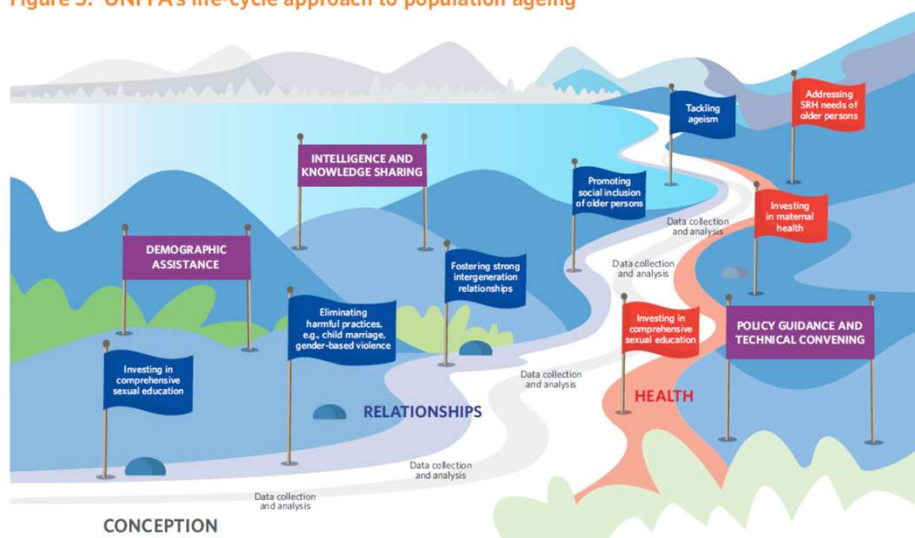 Figure 5: UNFPA's life-cycle approach to population ageing
Tackling
ageism
Addressing
SRH needs of
older persons
INTELLIGENCE AND
KNOWLEDGE SHARING
Promoting
social inclusion
of older persons
Investing
in maternal
health
Data collection
and analysis
DEMOGRAPHIC
ASSISTANCE
Fostering strong
intergeneration
relationships
Data collection
and analysis
Eliminating
harmful practices,
e.g., child marriage,
gender-based violence
Investing in
comprehensive
sexual education
POLICY GUIDANCE AND
TECHNICAL CONVENING
Investing in
comprehensive
sexual education
Data collection
and analysis
HEALTH
RELATIONSHIPS
Data collection
and analysis
Data collection
and analysis
CONCEPTION